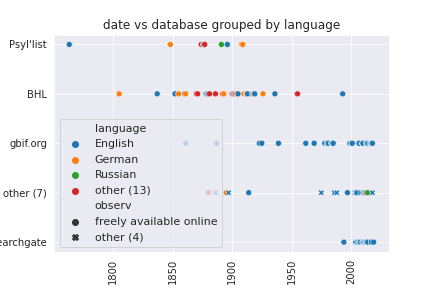 date vs database grouped by language
Psyl'list
BHL
gbif.org
other (7)
earchgate
language
English
German
Russian
other (13)
observ
freely available online
other (4)
1800
1850
1900
1950
2000